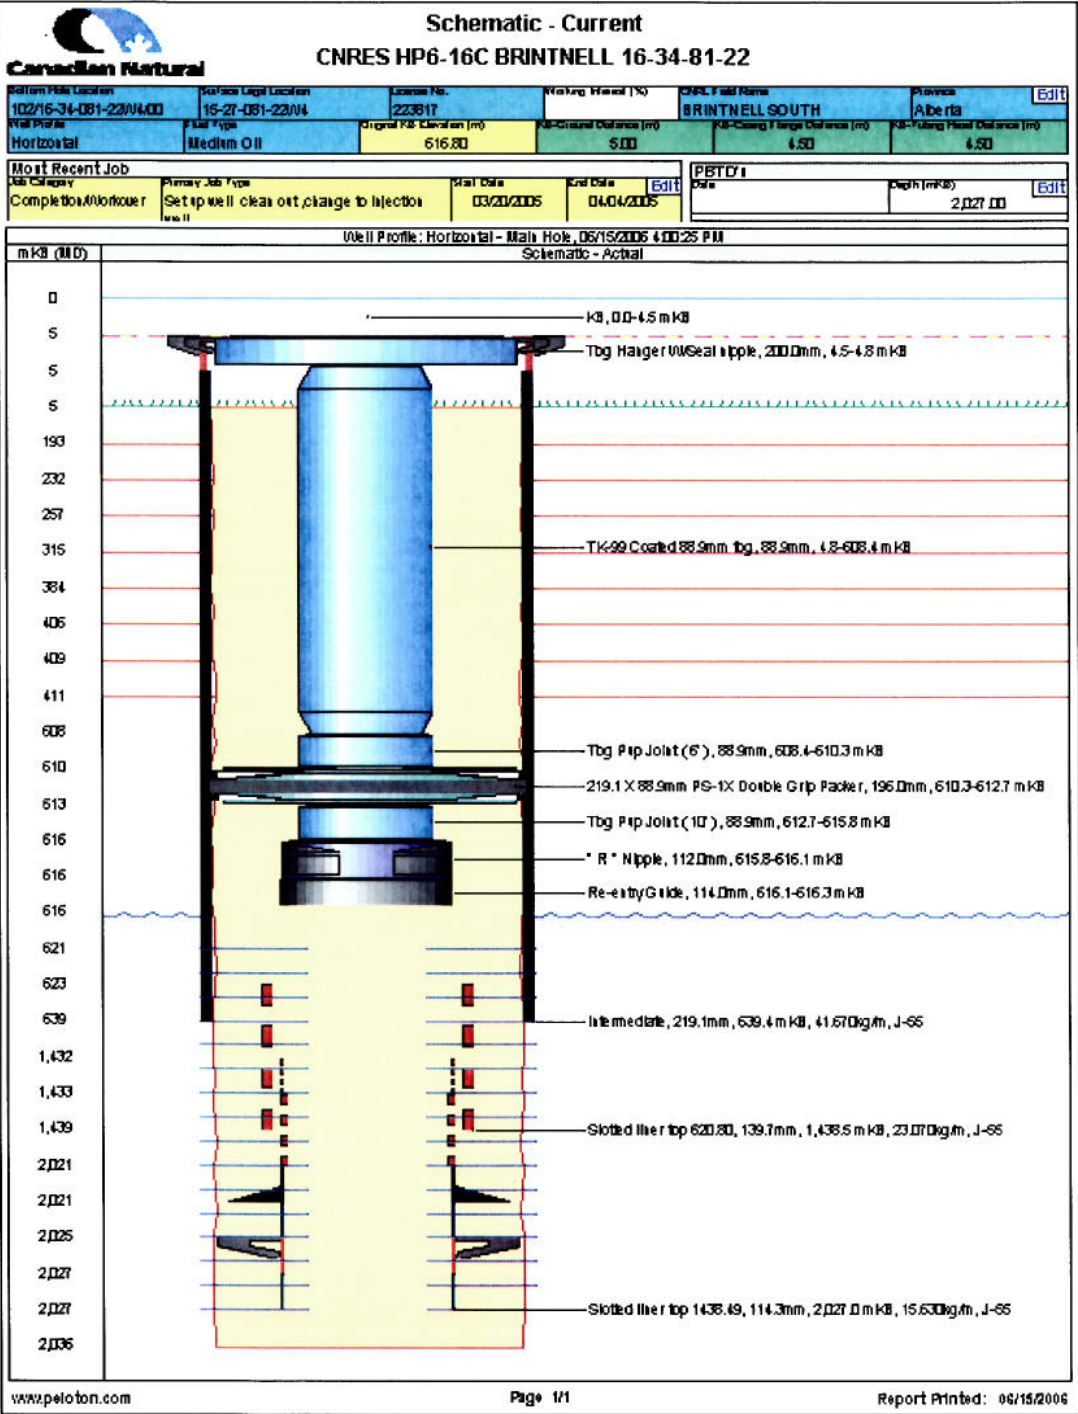 Canadian Natural
Schematic - Current
CNRES HP6-16C BRINTNELL 16-34-81-22
Bottom Hole Location Surface Legal Location License No. Working Interest (%) CNRL Field Name Province Edit
102/16-34-081-22W4/00 15-27-081-22W4 223817 BRINTNELL SOUTH Alberta
Well Profile Fluid Type Original KB Elevation (m) KB-Ground Distance (m) KB-Casing Flange Distance (m) KB-Tubing Head Distance (m)
Horizontal Medium Oil 616.80 5.00 4.50 4.50
Most Recent Job
Job Category Primary Job Type Start Date End Date Edit
Completion/Workover Set up well clean out, change to injection well 03/20/2005 04/04/2005
PBTD's
Date Depth (mKB) Edit
2,027.00
Well Profile: Horizontal - Main Hole, 06/15/2006 4:00:25 PM
mKB (MD) Schematic - Actual
0
KB, 0.0-4.5 mKB
5
Tbg Hanger W/Seal nipple, 200.0mm, 4.5-4.8 mKB
5
5
193
232
257
315
TK-99 Coated 88.9mm tbg, 88.9mm, 4.8-608.4 mKB
384
406
409
411
608
Tbg Pup Joint (6'), 88.9mm, 608.4-610.3 mKB
610
219.1 X 88.9mm PS-1X Double Grip Packer, 196.0mm, 610.3-612.7 mKB
613
Tbg Pup Joint (10'), 88.9mm, 612.7-615.8 mKB
616
" R " Nipple, 112.0mm, 615.8-616.1 mKB
616
Re-entry Guide, 114.0mm, 616.1-616.3 mKB
616
621
623
639
Intermediate, 219.1mm, 639.4 mKB, 41.670kg/m, J-55
1,432
1,433
1,439
Slotted liner top 620.80, 139.7mm, 1,438.5 mKB, 23.070kg/m, J-55
2,021
2,021
2,025
2,027
2,027
Slotted liner top 1438.49, 114.3mm, 2,027.0 mKB, 15.630kg/m, J-55
2,036
www.peloton.com Page 1/1 Report Printed: 06/15/2006